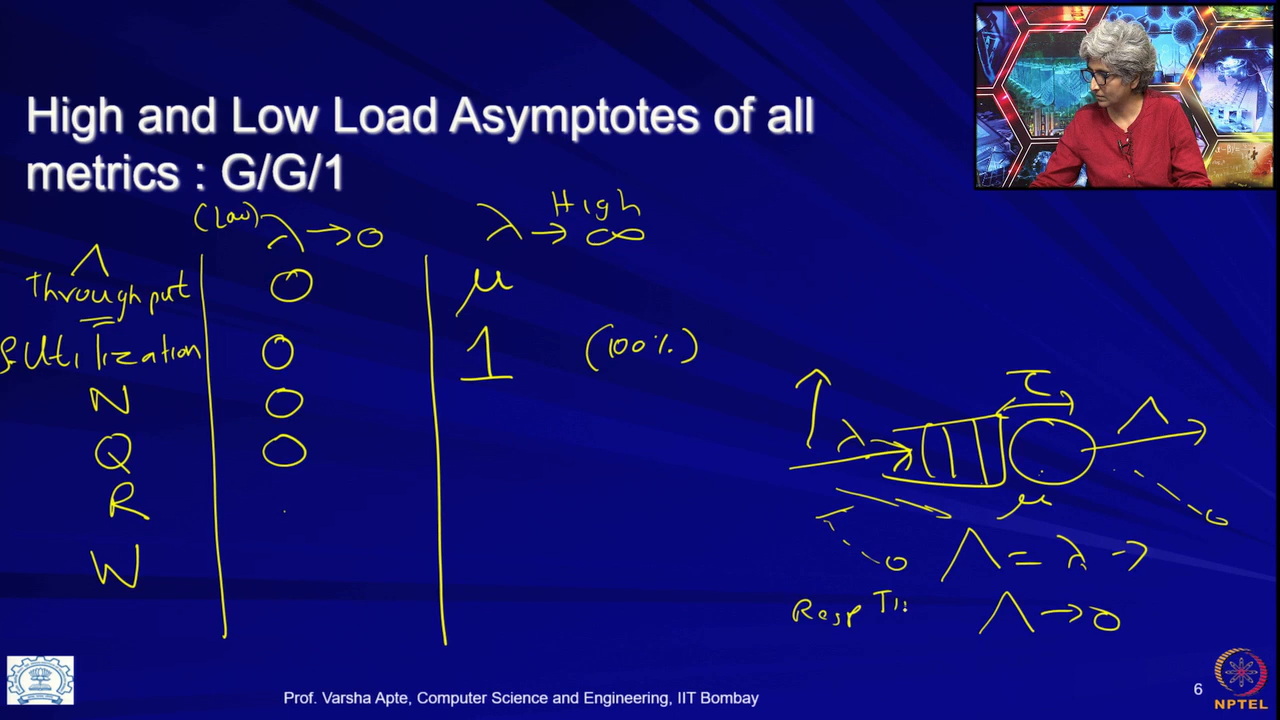 High and Low Load Asymptotes of all
metrics : G/G/1
(Low) λ → 0
High
λ → ∞
Λ
Throughput 0 μ
ρ Utilization 0 1 (100%)
N 0
Q 0
R
W
τ
λ Λ
μ
0
0
Λ = λ →
Resp Ti
Λ → 0
Prof. Varsha Apte, Computer Science and Engineering, IIT Bombay
6
NPTEL